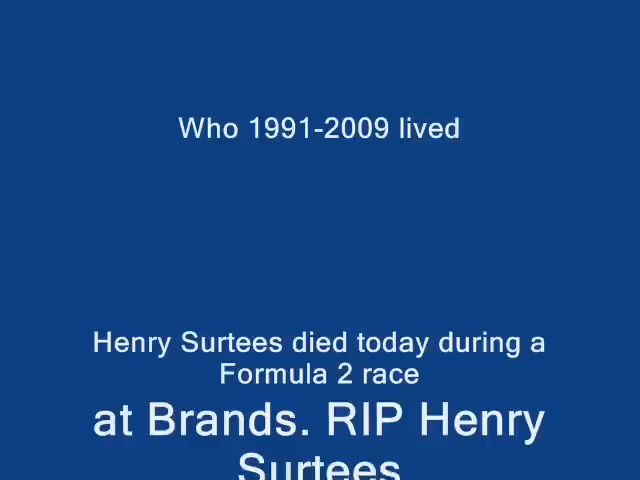 Who 1991-2009 lived
Henry Surtees died today during a
Formula 2 race
at Brands. RIP Henry
Surtees